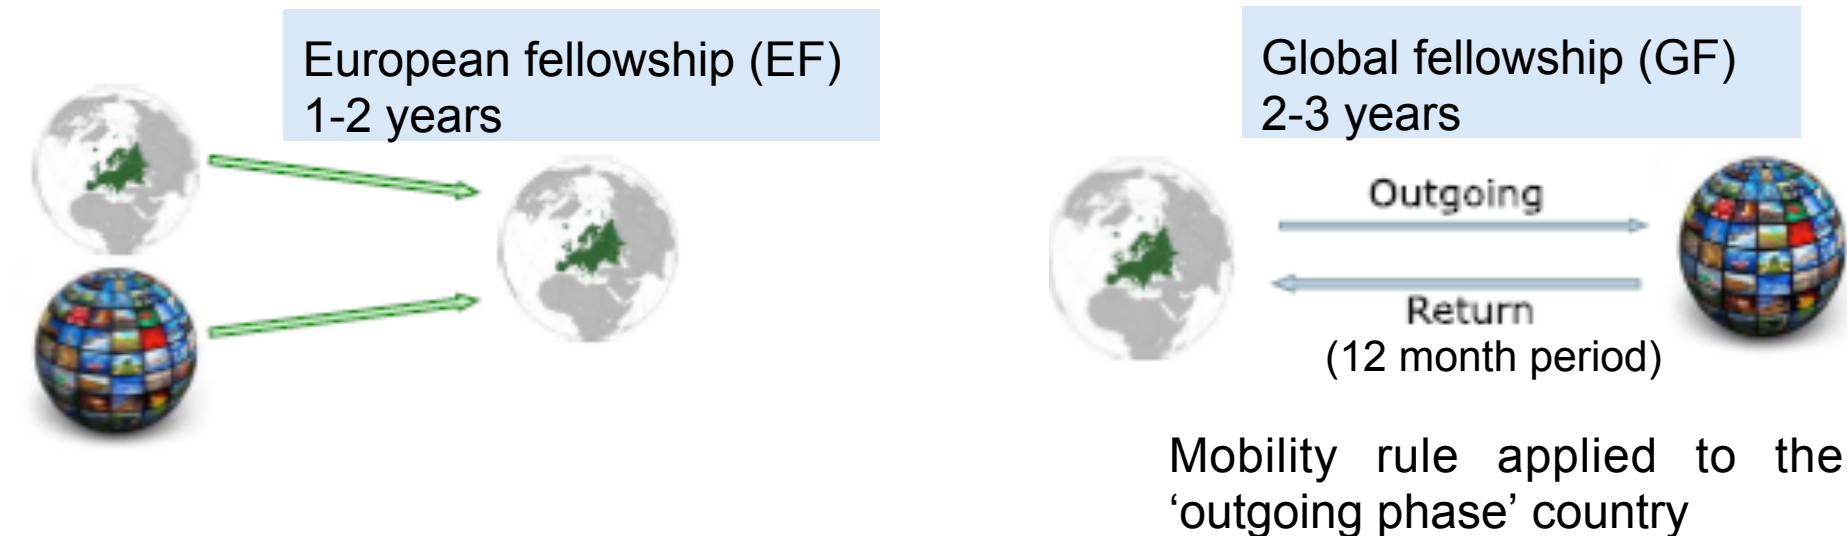 European fellowship (EF)
1-2 years
Global fellowship (GF)
2-3 years
Outgoing
Return
(12 month period)
Mobility rule applied to the
‘outgoing phase’ country